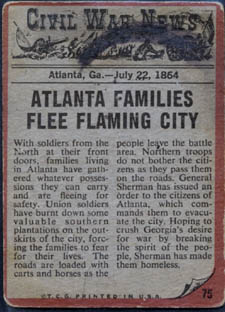 CIVIL WAR NEWS
Atlanta, Ga.—July 22, 1864
ATLANTA FAMILIES
FLEE FLAMING CITY
With soldiers from the
North at their front
doors, families living
in Atlanta have gath-
ered whatever posses-
sions they can carry
and are fleeing for
safety. Union soldiers
have burnt down some
valuable southern
plantations on the out-
skirts of the city, forc-
ing the families to fear
for their lives. The
roads are loaded with
carts and horses as the
people leave the battle
area. Northern troops
do not bother the citi-
zens as they pass them
on the roads. General
Sherman has issued an
order to the citizens of
Atlanta, which com-
mands them to evacu-
ate the city. Hoping to
crush Georgia's desire
for war by breaking the
spirit of the peo-
ple, Sherman has made
them homeless.
©T.C.G. PRINTED IN U.S.A.
75